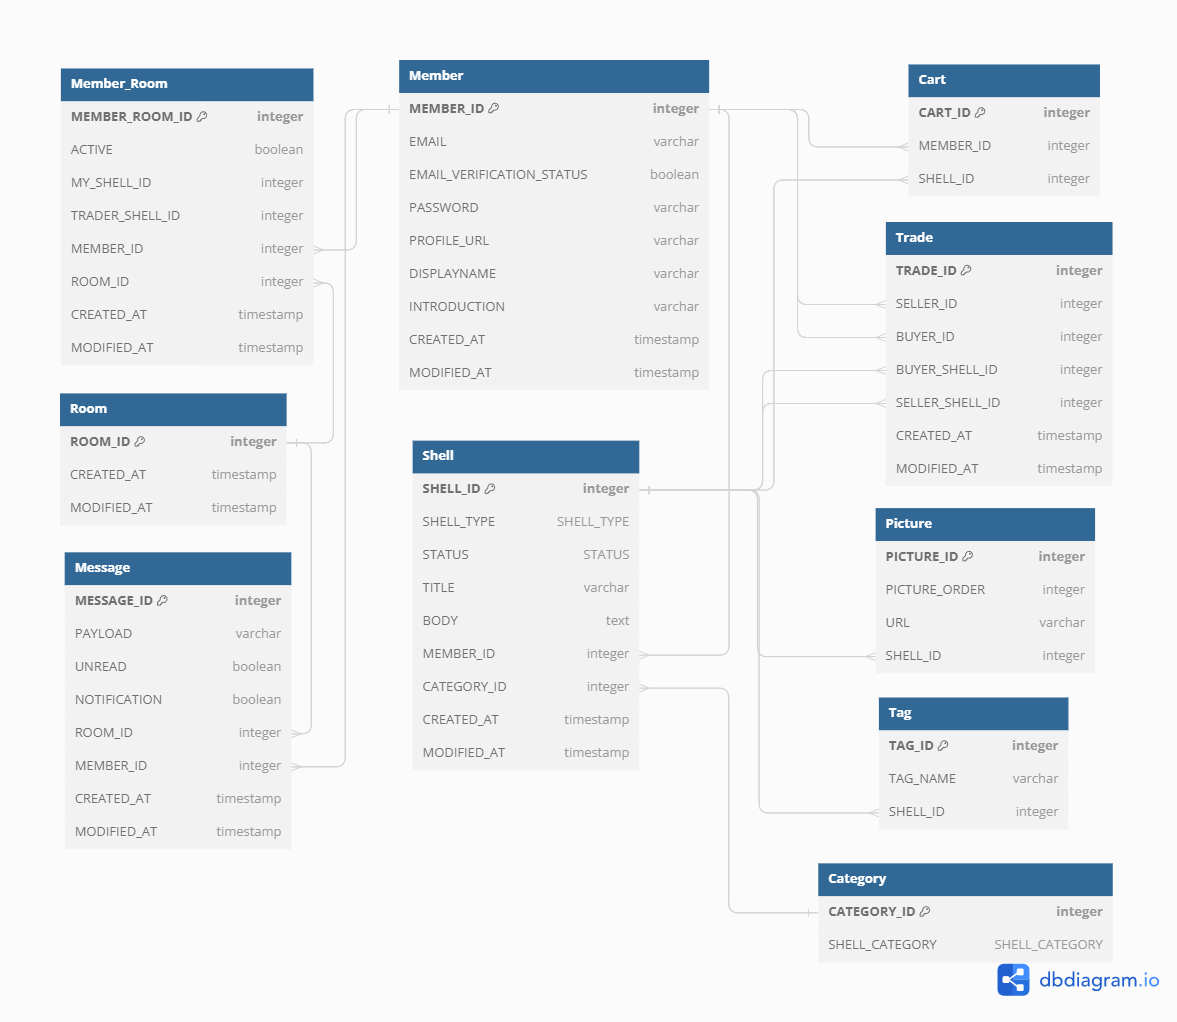 Member_Room
MEMBER_ROOM_ID integer
ACTIVE boolean
MY_SHELL_ID integer
TRADER_SHELL_ID integer
MEMBER_ID integer
ROOM_ID integer
CREATED_AT timestamp
MODIFIED_AT timestamp
Room
ROOM_ID integer
CREATED_AT timestamp
MODIFIED_AT timestamp
Message
MESSAGE_ID integer
PAYLOAD varchar
UNREAD boolean
NOTIFICATION boolean
ROOM_ID integer
MEMBER_ID integer
CREATED_AT timestamp
MODIFIED_AT timestamp
Member
MEMBER_ID integer
EMAIL varchar
EMAIL_VERIFICATION_STATUS boolean
PASSWORD varchar
PROFILE_URL varchar
DISPLAYNAME varchar
INTRODUCTION varchar
CREATED_AT timestamp
MODIFIED_AT timestamp
Shell
SHELL_ID integer
SHELL_TYPE SHELL_TYPE
STATUS STATUS
TITLE varchar
BODY text
MEMBER_ID integer
CATEGORY_ID integer
CREATED_AT timestamp
MODIFIED_AT timestamp
Cart
CART_ID integer
MEMBER_ID integer
SHELL_ID integer
Trade
TRADE_ID integer
SELLER_ID integer
BUYER_ID integer
BUYER_SHELL_ID integer
SELLER_SHELL_ID integer
CREATED_AT timestamp
MODIFIED_AT timestamp
Picture
PICTURE_ID integer
PICTURE_ORDER integer
URL varchar
SHELL_ID integer
Tag
TAG_ID integer
TAG_NAME varchar
SHELL_ID integer
Category
CATEGORY_ID integer
SHELL_CATEGORY SHELL_CATEGORY
dbdiagram.io